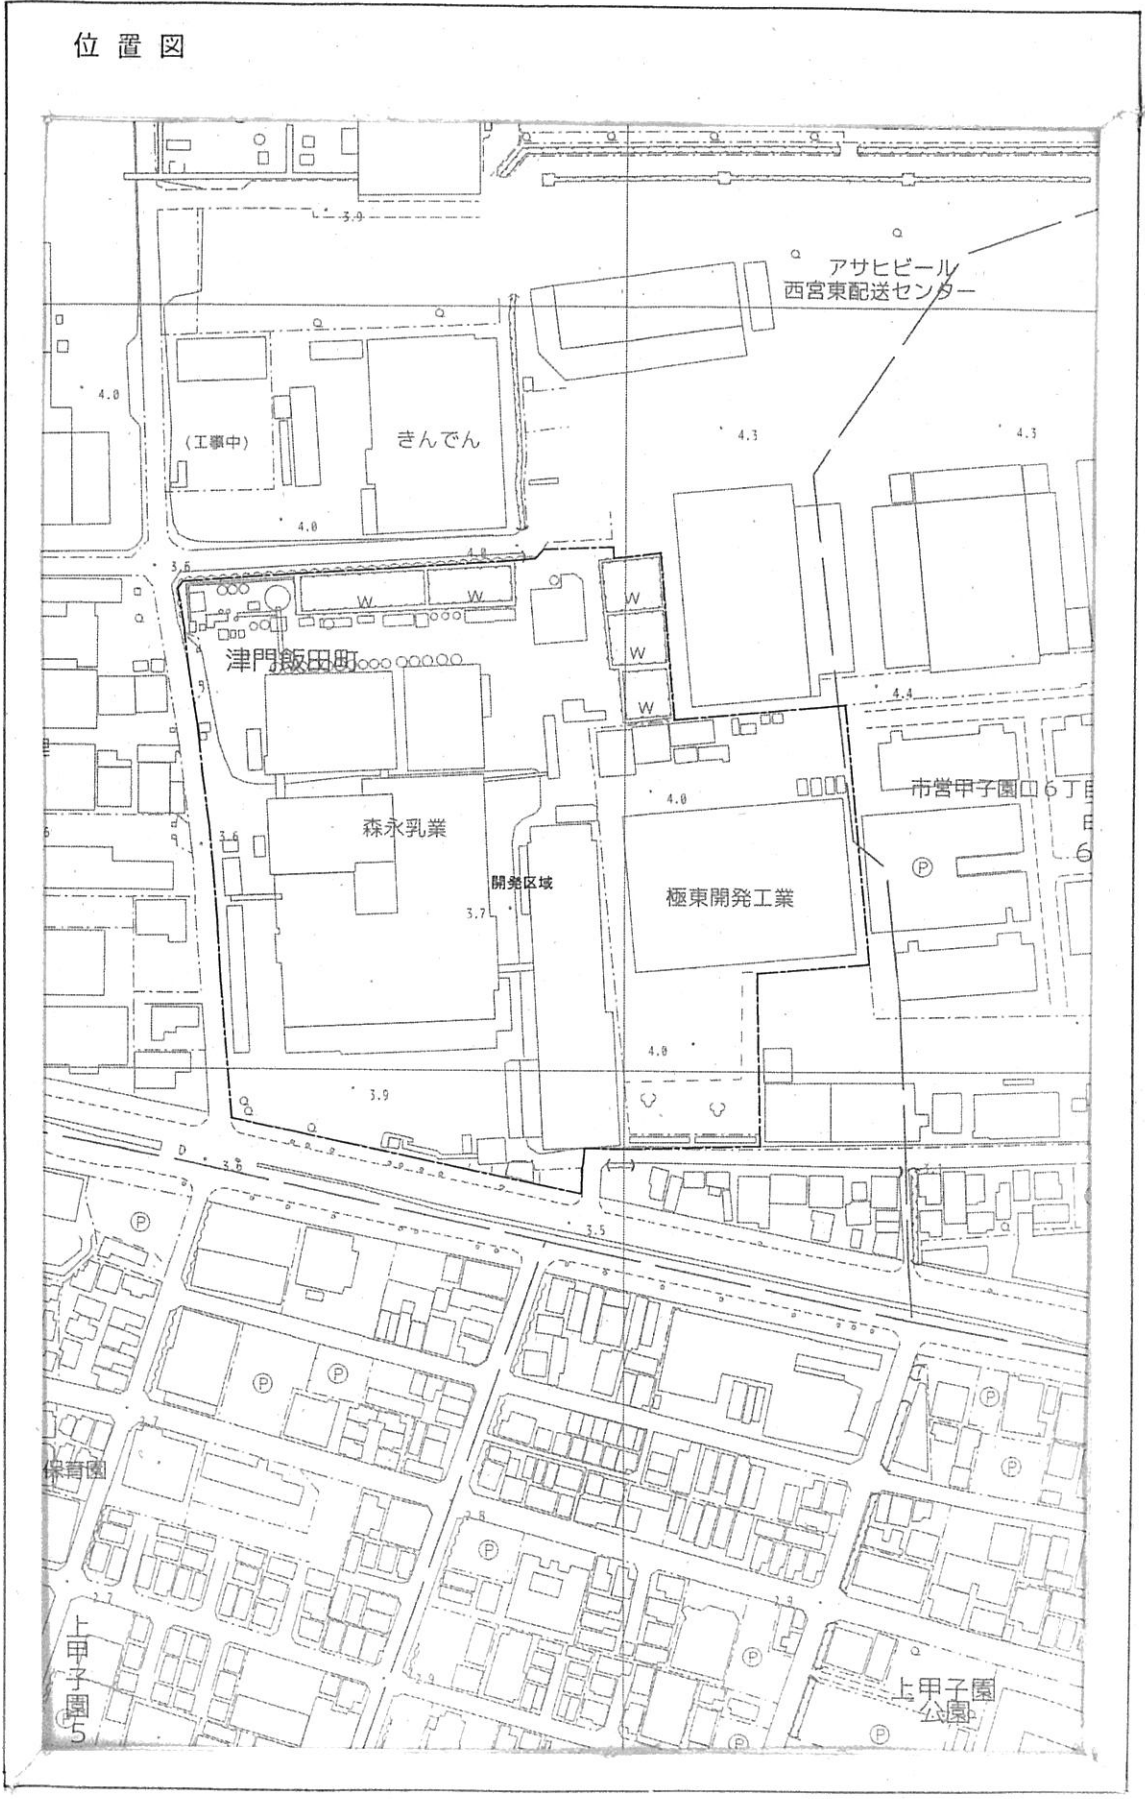 位置図
3.9
アサヒビール
西宮東配送センター
4.0
(工事中)
きんでん
4.3
4.3
4.0
4.0
3.6
W
W
W
津門飯田町
W
W
4.4
市営甲子園口6丁目
4.0
森永乳業
3.6
P
6
開発区域
3.7
極東開発工業
4.0
3.9
D
3.6
P
3.5
P
P
P
P
保育園
P
上甲子園5
P
上甲子園
公園
P
P